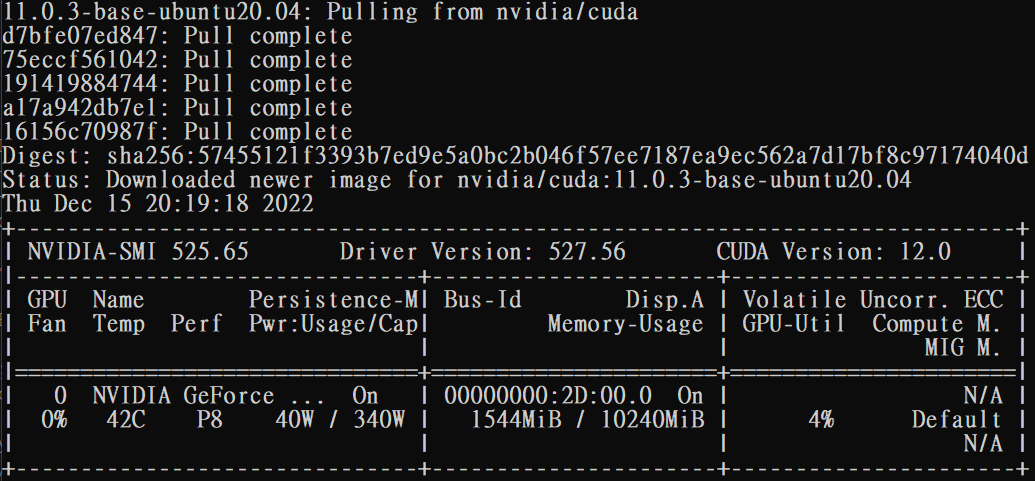 11.0.3-base-ubuntu20.04: Pulling from nvidia/cuda
d7bfe07ed847: Pull complete
75eccf561042: Pull complete
191419884744: Pull complete
a17a942db7e1: Pull complete
16156c70987f: Pull complete
Digest: sha256:57455121f3393b7ed9e5a0bc2b046f57ee7187ea9ec562a7d17bf8c97174040d
Status: Downloaded newer image for nvidia/cuda:11.0.3-base-ubuntu20.04
Thu Dec 15 20:19:18 2022
+-----------------------------------------------------------------------------+
| NVIDIA-SMI 525.65       Driver Version: 527.56       CUDA Version: 12.0     |
|-------------------------------+----------------------+----------------------+
| GPU  Name        Persistence-M| Bus-Id        Disp.A | Volatile Uncorr. ECC |
| Fan  Temp  Perf  Pwr:Usage/Cap|         Memory-Usage | GPU-Util  Compute M. |
|                               |                      |               MIG M. |
|===============================+======================+======================|
|   0  NVIDIA GeForce ...  On   | 00000000:2D:00.0  On |                  N/A |
|  0%   42C    P8    40W / 340W |   1544MiB / 10240MiB |      4%      Default |
|                               |                      |                  N/A |
+-------------------------------+----------------------+----------------------+